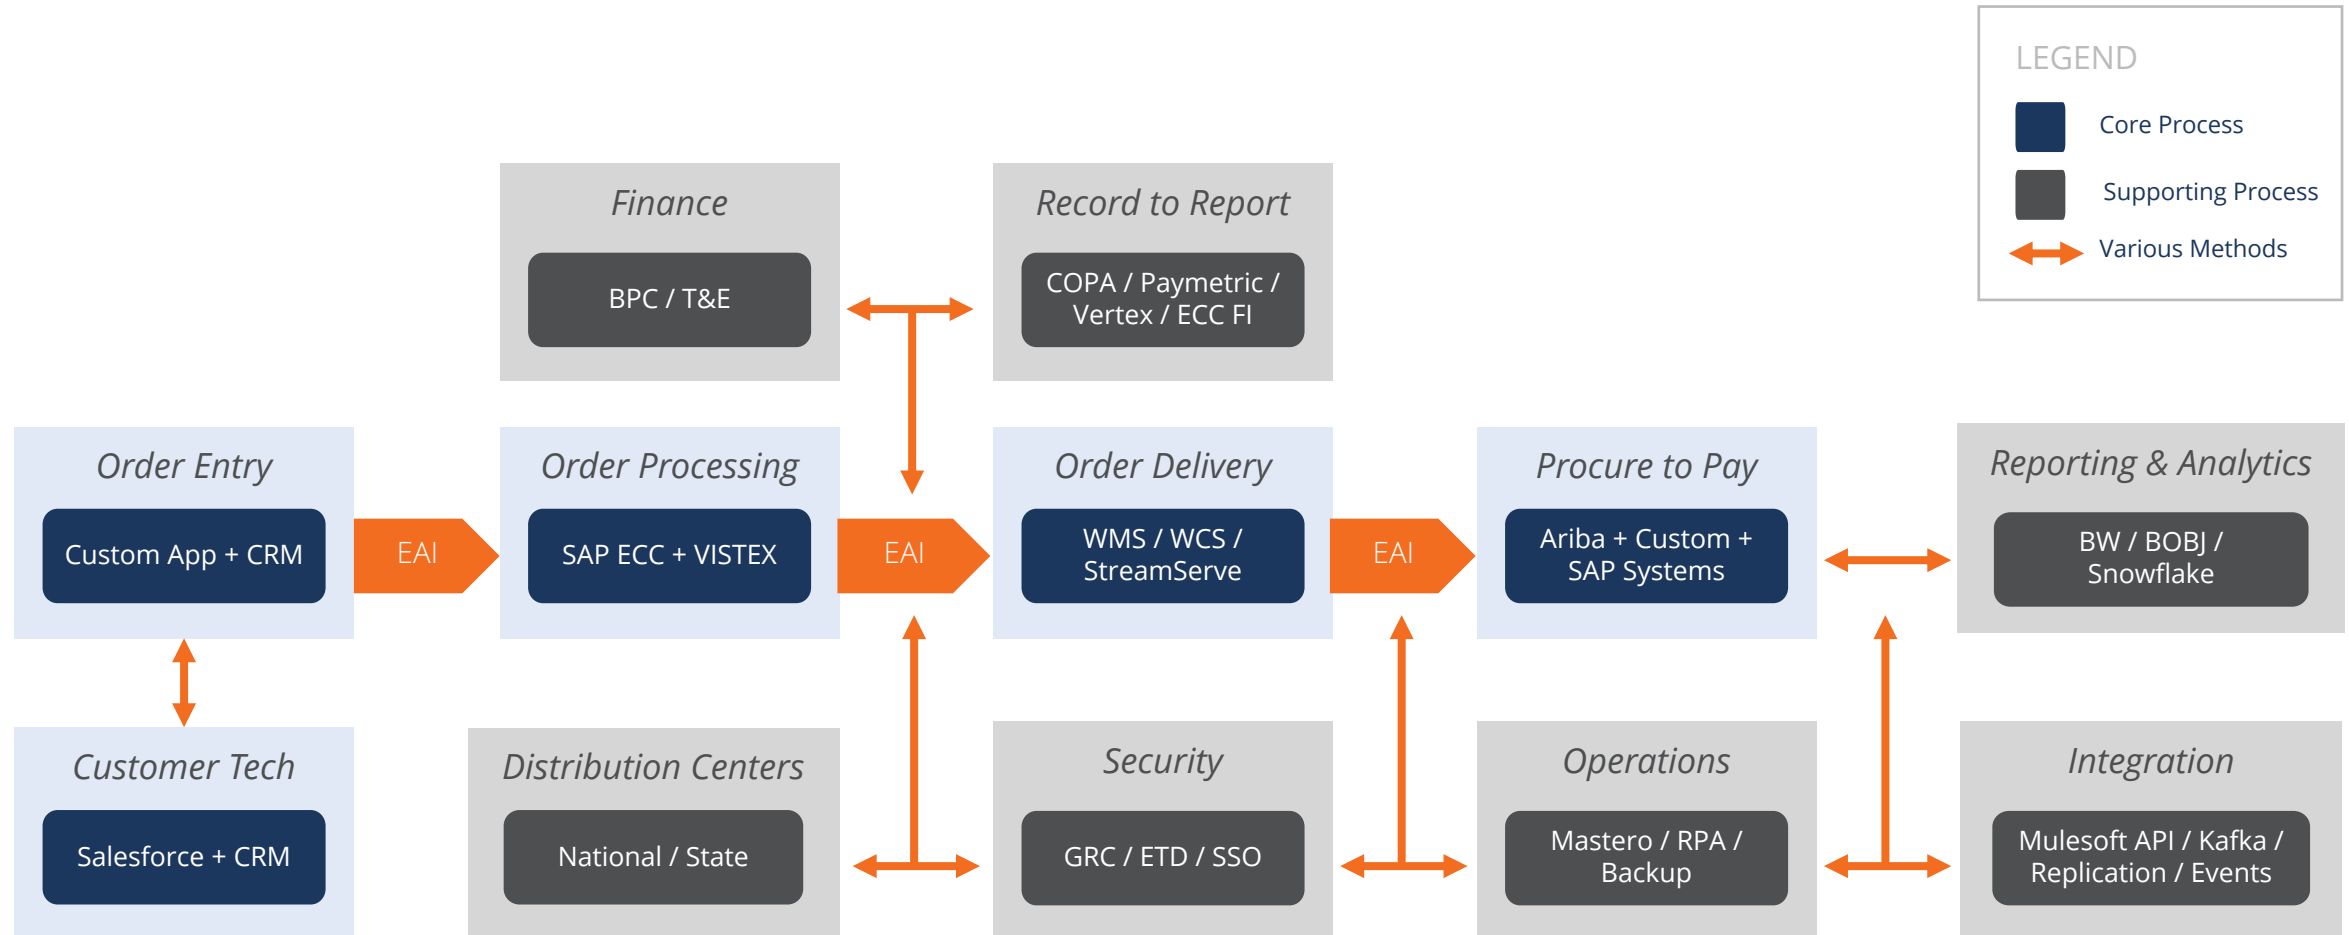 LEGEND
Core Process
Supporting Process
Various Methods
Finance
BPC / T&E
Record to Report
COPA / Paymetric /
Vertex / ECC FI
Order Entry
Custom App + CRM
EAI
Order Processing
SAP ECC + VISTEX
EAI
Order Delivery
WMS / WCS /
StreamServe
EAI
Procure to Pay
Ariba + Custom +
SAP Systems
Reporting & Analytics
BW / BOBJ /
Snowflake
Customer Tech
Salesforce + CRM
Distribution Centers
National / State
Security
GRC / ETD / SSO
Operations
Mastero / RPA /
Backup
Integration
Mulesoft API / Kafka /
Replication / Events